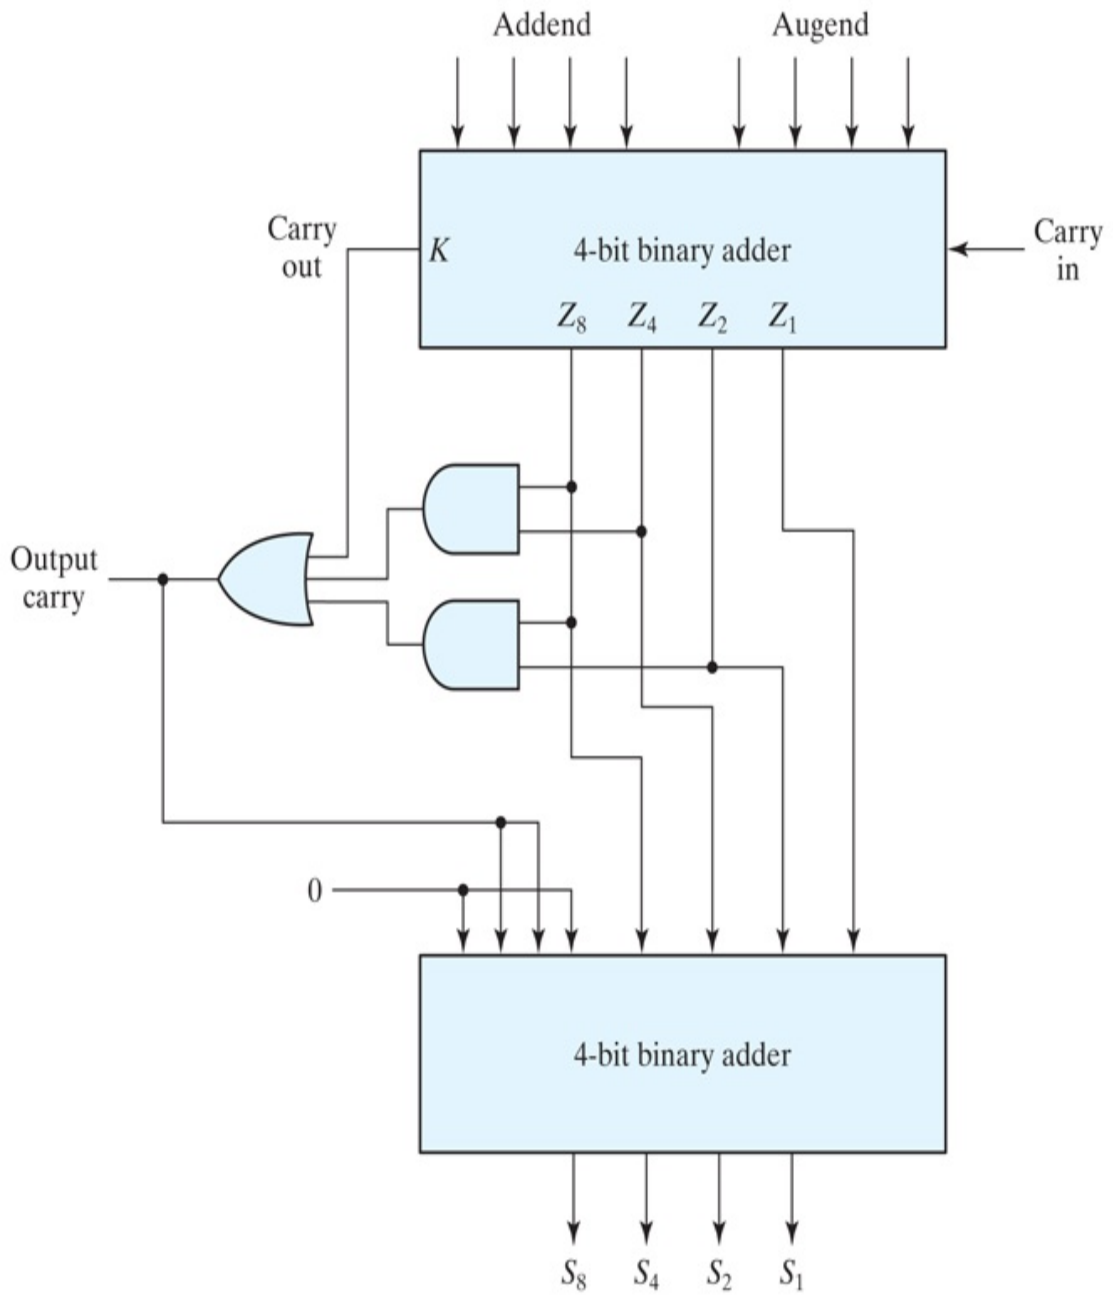 Addend Augend
Carry
out
K
4-bit binary adder
Carry
in
Z8 Z4 Z2 Z1
Output
carry
0
4-bit binary adder
S8 S4 S2 S1